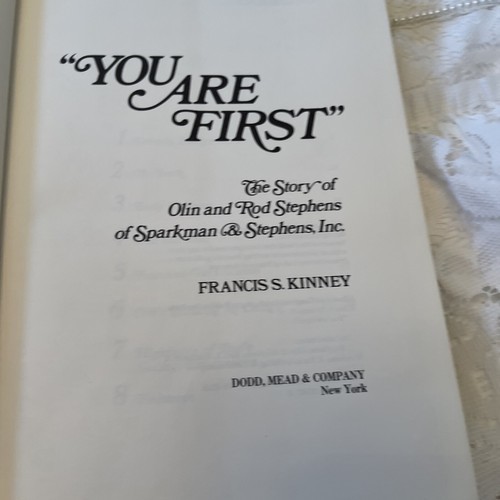 "YOU
ARE
FIRST"
The Story of
Olin and Rod Stephens
of Sparkman & Stephens, Inc.
FRANCIS S. KINNEY
DODD, MEAD & COMPANY
New York